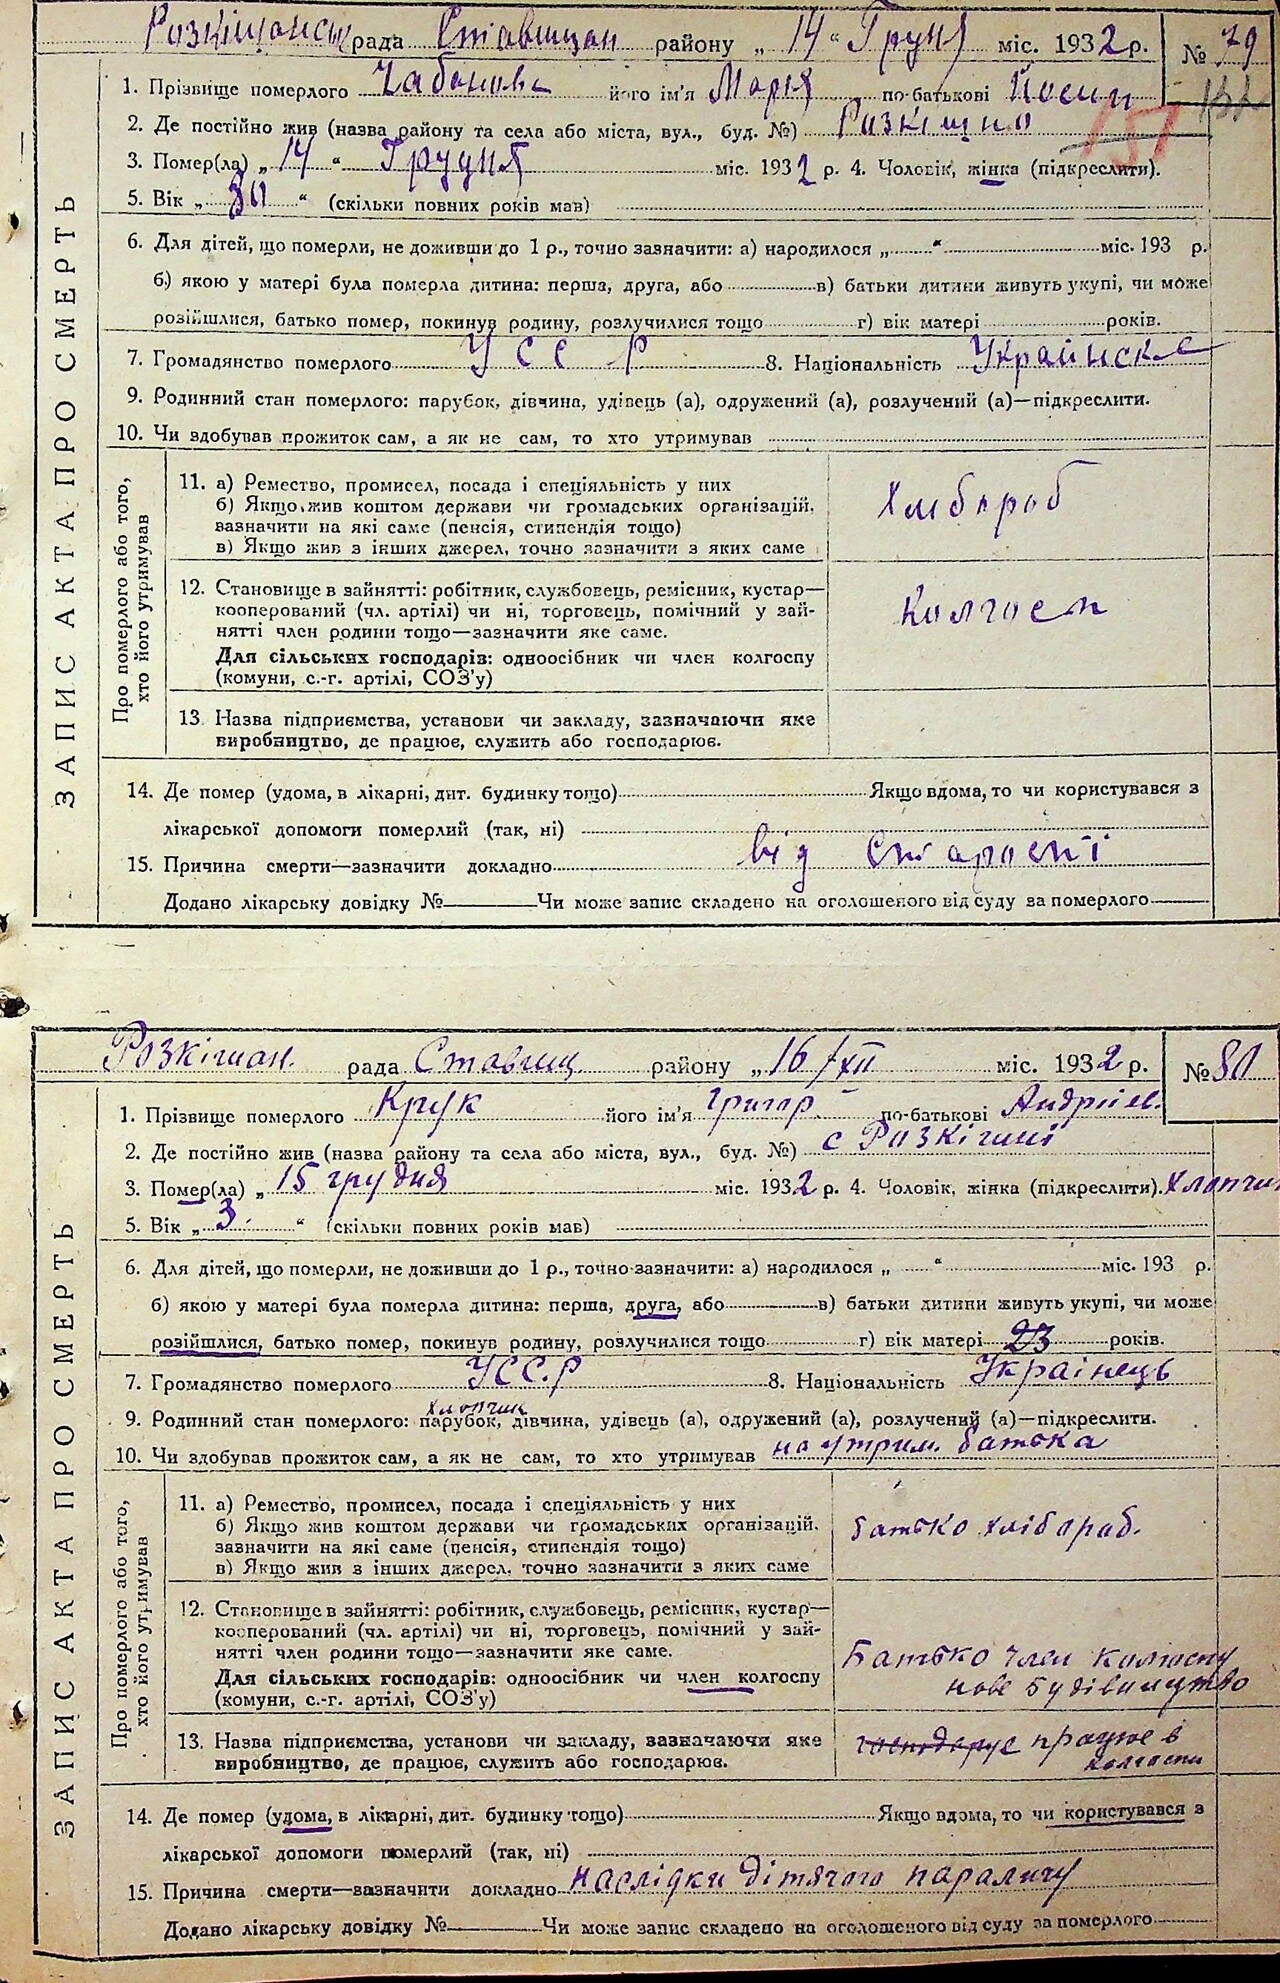 Розкішанськ рада Ставищан району „ 14 “ Грудня міс. 1932 р. № 79
1. Прізвище померлого Чабанова його ім'я Марія по-батькові Йосип
2. Де постійно жив (назва району та села або міста, вул., буд. №) Розкішно
151
3. Помер(ла) „ 14 “ Грудня міс. 1932 р. 4. Чоловік, жінка (підкреслити).
5. Вік „ 80 “ (скільки повних років мав)
6. Для дітей, що померли, не доживши до 1 р., точно зазначити: а) народилося „ “ міс. 193 р.
б) якою у матері була померла дитина: перша, друга, або в) батьки дитини живуть укупі, чи може
розійшлися, батько помер, покинув родину, розлучилися тощо г) вік матері років.
7. Громадянство померлого УССР 8. Національність Українска
9. Родинний стан померлого: парубок, дівчина, удівець (а), одружений (а), розлучений (а)—підкреслити.
10. Чи здобував прожиток сам, а як не сам, то хто утримував
ЗАПИС АКТА ПРО СМЕРТЬ
Про померлого або того,
хто його утримував
11. а) Ремество, промисел, посада і спеціяльність у них
б) Якщо жив коштом держави чи громадських організацій,
вазначити на які саме (пенсія, стипендія тощо)
в) Якщо жив з інших джерел, точно зазначити з яких саме
Хлібороб
12. Становище в зайнятті: робітник, службовець, ремісник, кустар—
кооперований (чл. артілі) чи ні, торговець, помічний у зай-
нятті член родини тощо—зазначити яке саме.
Для сільських господарів: одноосібник чи член колгоспу
(комуни, с.-г. артілі, СОЗ'у)
Колгосп
13. Назва підприємства, установи чи закладу, зазначаючи яке
виробництво, де працює, служить або господарює.
14. Де помер (удома, в лікарні, дит. будинку тощо) Якщо вдома, то чи користувався з
лікарської допомоги померлий (так, ні)
15. Причина смерти—зазначити докладно від старості
Додано лікарську довідку № Чи може запис складено на оголошеного від суду за померлого
Розкішан. рада Ставищ району „ 16/XII міс. 1932 р. № 80
1. Прізвище померлого Крук його ім'я Григор по-батькові Андрієв.
2. Де постійно жив (назва району та села або міста, вул., буд. №) с Розкішні
3. Помер(ла) „ 15 грудня міс. 1932 р. 4. Чоловік, жінка (підкреслити). Хлопчик
5. Вік „ 3 “ (скільки повних років мав)
6. Для дітей, що померли, не доживши до 1 р., точно зазначити: а) народилося „ “ міс. 193 р.
б) якою у матері була померла дитина: перша, друга, або в) батьки дитини живуть укупі, чи може
розійшлися, батько помер, покинув родину, розлучилися тощо г) вік матері 23 років.
7. Громадянство померлого УССР 8. Національність Українець
хлопчик
9. Родинний стан померлого: парубок, дівчина, удівець (а), одружений (а), розлучений (а)—підкреслити.
10. Чи здобував прожиток сам, а як не сам, то хто утримував на утрим. батька
ЗАПИС АКТА ПРО СМЕРТЬ
Про померлого або того,
хто його утримував
11. а) Ремество, промисел, посада і спеціяльність у них
б) Якщо жив коштом держави чи громадських організацій,
зазначити на які саме (пенсія, стипендія тощо)
в) Якщо жив з інших джерел, точно зазначити з яких саме
батько хлібороб.
12. Становище в зайнятті: робітник, службовець, ремісник, кустар—
кооперований (чл. артілі) чи ні, торговець, помічний у зай-
нятті член родини тощо—зазначити яке саме.
Для сільських господарів: одноосібник чи член колгоспу
(комуни, с.-г. артілі, СОЗ'у)
Батько член колгоспу
нове будівництво
13. Назва підприємства, установи чи закладу, зазначаючи яке
виробництво, де працює, служить або господарює.
господарує працює в
колгоспі
14. Де помер (удома, в лікарні, дит. будинку тощо) Якщо вдома, то чи користувався з
лікарської допомоги померлий (так, ні)
15. Причина смерти—зазначити докладно наслідки дітячого паралічу
Додано лікарську довідку № Чи може запис складено на оголошеного від суду за померлого